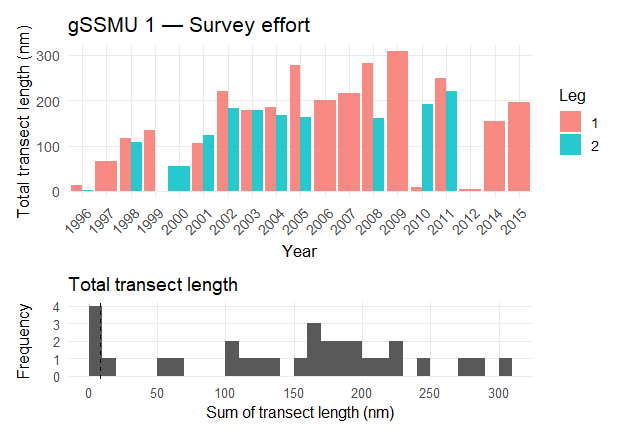 gSSMU 1 — Survey effort
Total transect length (nm)
300
200
100
0
1996 1997 1998 1999 2000 2001 2002 2003 2004 2005 2006 2007 2008 2009 2010 2011 2012 2014 2015
Year
Leg
1
2
Total transect length
Frequency
4
3
2
1
0
0 50 100 150 200 250 300
Sum of transect length (nm)